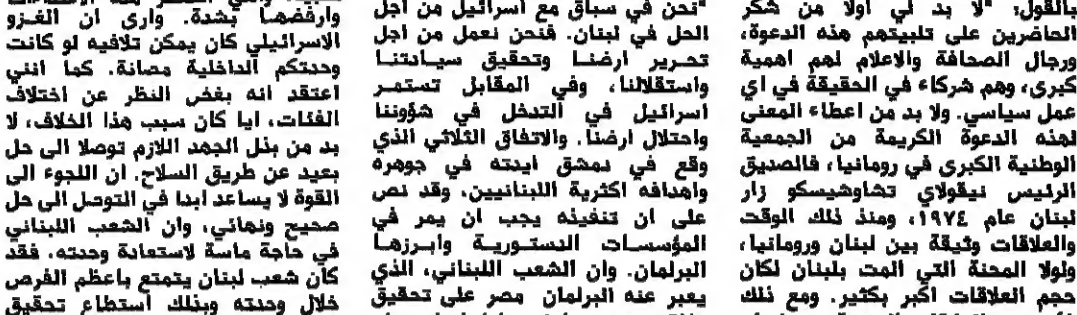 بالقول: "لا بد لي اولا من شكر
الحاضرين على تلبيتهم هذه الدعوة،
ورجال الصحافة والاعلام لهم اهمية
كبرى، وهم شركاء في الحقيقة في اي
عمل سياسي. ولا بد من اعطاء المعنى
لهذه الدعوة الكريمة من الجمعية
الوطنية الكبرى في رومانيا، فالصديق
الرئيس نيقولاي تشاوشيسكو زار
لبنان عام ١٩٧٤، ومنذ ذلك الوقت
والعلاقات وثيقة بين لبنان ورومانيا،
ولولا المحنة التي المت بلبنان لكان
حجم العلاقات اكبر بكثير. ومع ذلك
"نحن في سباق مع اسرائيل من اجل
الحل في لبنان. فنحن نعمل من اجل
تحرير ارضنا وتحقيق سيادتنا
واستقلالنا، وفي المقابل تستمر
اسرائيل في التدخل في شؤوننا
واحتلال ارضنا. والاتفاق الثلاثي الذي
وقع في دمشق ايدته في جوهره
واهدافه اكثرية اللبنانيين. وقد نص
على ان تنفيذه يجب ان يمر في
المؤسسات الدستورية وابرزها
البرلمان. وان الشعب اللبناني، الذي
يعبر عنه البرلمان مصر على تحقيق
وارفضها بشدة. وارى ان الغزو
الاسرائيلي كان يمكن تلافيه لو كانت
وحدتكم الداخلية مصانة. كما انني
اعتقد انه بغض النظر عن اختلاف
الفئات، ايا كان سبب هذا الخلاف، لا
بد من بذل الجهد اللازم توصلا الى حل
بعيد عن طريق السلاح. ان اللجوء الى
القوة لا يساعد ابدا في التوصل الى حل
صحيح ونهائي، وان الشعب اللبناني
في حاجة ماسة لاستعادة وحدته. فقد
كان شعب لبنان يتمتع باعظم الفرص
خلال وحدته وبذلك استطاع تحقيق